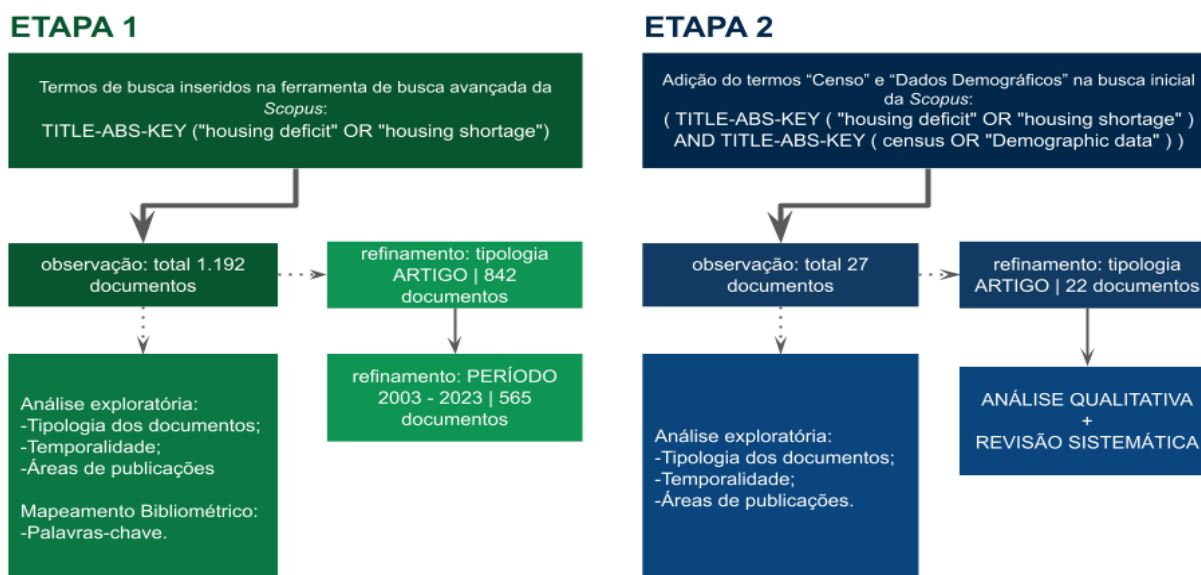 ETAPA 1
Termos de busca inseridos na ferramenta de busca avançada da
Scopus:
TITLE-ABS-KEY ("housing deficit" OR "housing shortage")
observação: total 1.192
documentos
refinamento: tipologia
ARTIGO | 842
documentos
Análise exploratória:
-Tipologia dos documentos;
-Temporalidade;
-Áreas de publicações
Mapeamento Bibliométrico:
-Palavras-chave.
refinamento: PERÍODO
2003 - 2023 | 565
documentos
ETAPA 2
Adição do termos “Censo” e “Dados Demográficos” na busca inicial
da Scopus:
( TITLE-ABS-KEY ( "housing deficit" OR "housing shortage" )
AND TITLE-ABS-KEY ( census OR "Demographic data" ) )
observação: total 27
documentos
refinamento: tipologia
ARTIGO | 22 documentos
Análise exploratória:
-Tipologia dos documentos;
-Temporalidade;
-Áreas de publicações.
ANÁLISE QUALITATIVA
+
REVISÃO SISTEMÁTICA